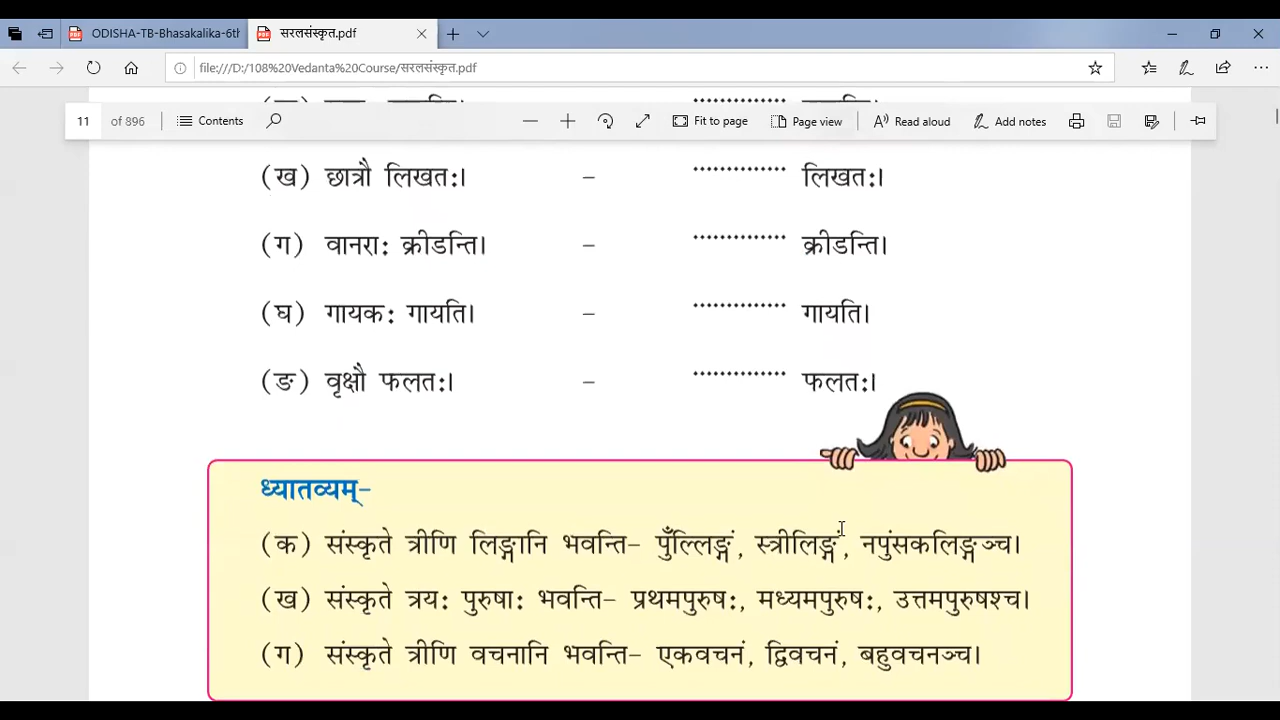 ODISHA-TB-Bhasakalika-6th
सरलसंस्कृत.pdf
file:///D:/108%20Vedanta%20Course/सरलसंस्कृत.pdf
11 of 896 Contents Fit to page Page view Read aloud Add notes
(ख) छात्रौ लिखतः। – .............. लिखतः।
(ग) वानराः क्रीडन्ति। – .............. क्रीडन्ति।
(घ) गायकः गायति। – .............. गायति।
(ङ) वृक्षौ फलतः। – .............. फलतः।
ध्यातव्यम्–
(क) संस्कृते त्रीणि लिङ्गानि भवन्ति– पुँल्लिङ्गं, स्त्रीलिङ्गं, नपुंसकलिङ्गञ्च।
(ख) संस्कृते त्रयः पुरुषाः भवन्ति– प्रथमपुरुषः, मध्यमपुरुषः, उत्तमपुरुषश्च।
(ग) संस्कृते त्रीणि वचनानि भवन्ति– एकवचनं, द्विवचनं, बहुवचनञ्च।